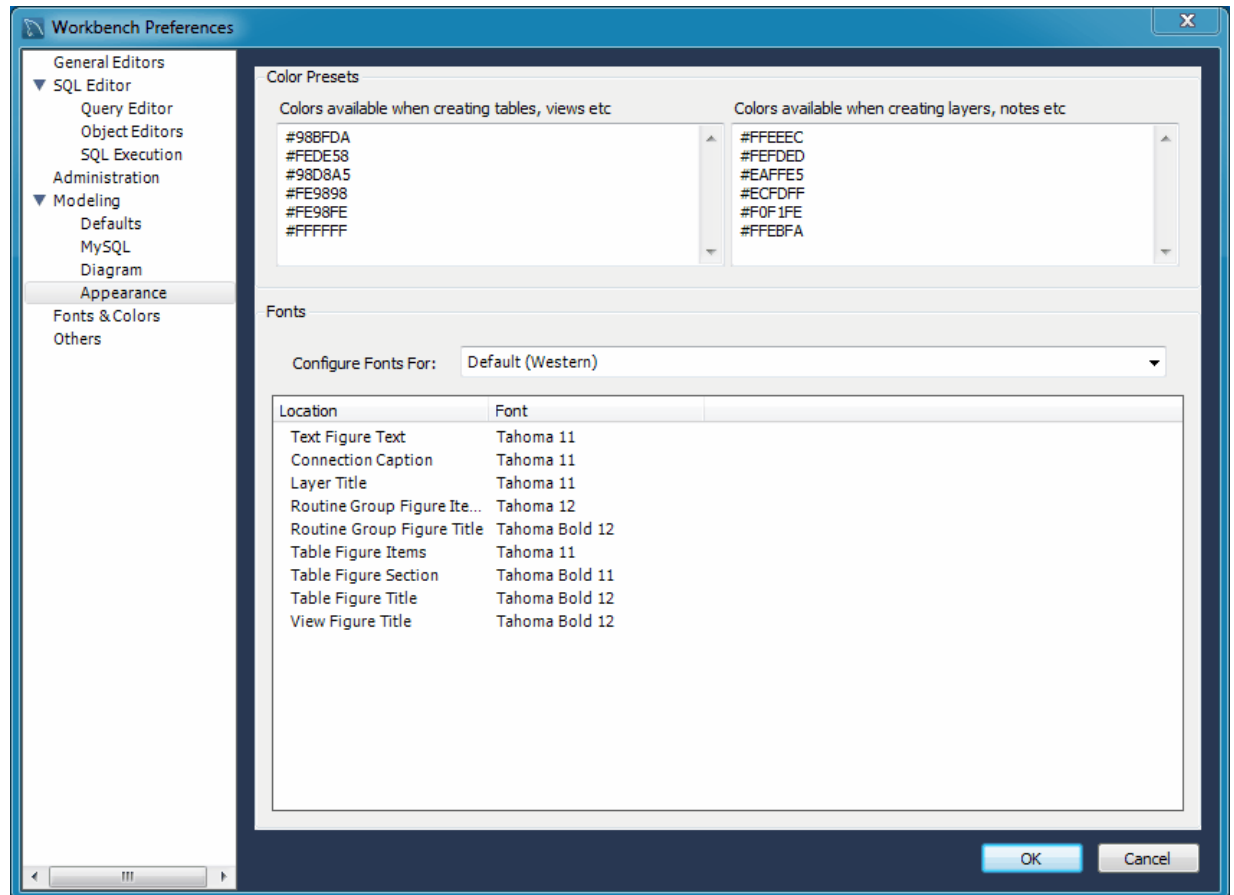 Workbench Preferences
X
General Editors
SQL Editor
Query Editor
Object Editors
SQL Execution
Administration
Modeling
Defaults
MySQL
Diagram
Appearance
Fonts & Colors
Others
Color Presets
Colors available when creating tables, views etc
#98BFDA
#FEDE58
#98D8A5
#FE9898
#FE98FE
#FFFFFF
Colors available when creating layers, notes etc
#FFEEEC
#FEFDED
#EAFFE5
#ECFDFF
#F0F1FE
#FFEBFA
Fonts
Configure Fonts For: Default (Western)
Location Font
Text Figure Text Tahoma 11
Connection Caption Tahoma 11
Layer Title Tahoma 11
Routine Group Figure Ite... Tahoma 12
Routine Group Figure Title Tahoma Bold 12
Table Figure Items Tahoma 11
Table Figure Section Tahoma Bold 11
Table Figure Title Tahoma Bold 12
View Figure Title Tahoma Bold 12
OK Cancel